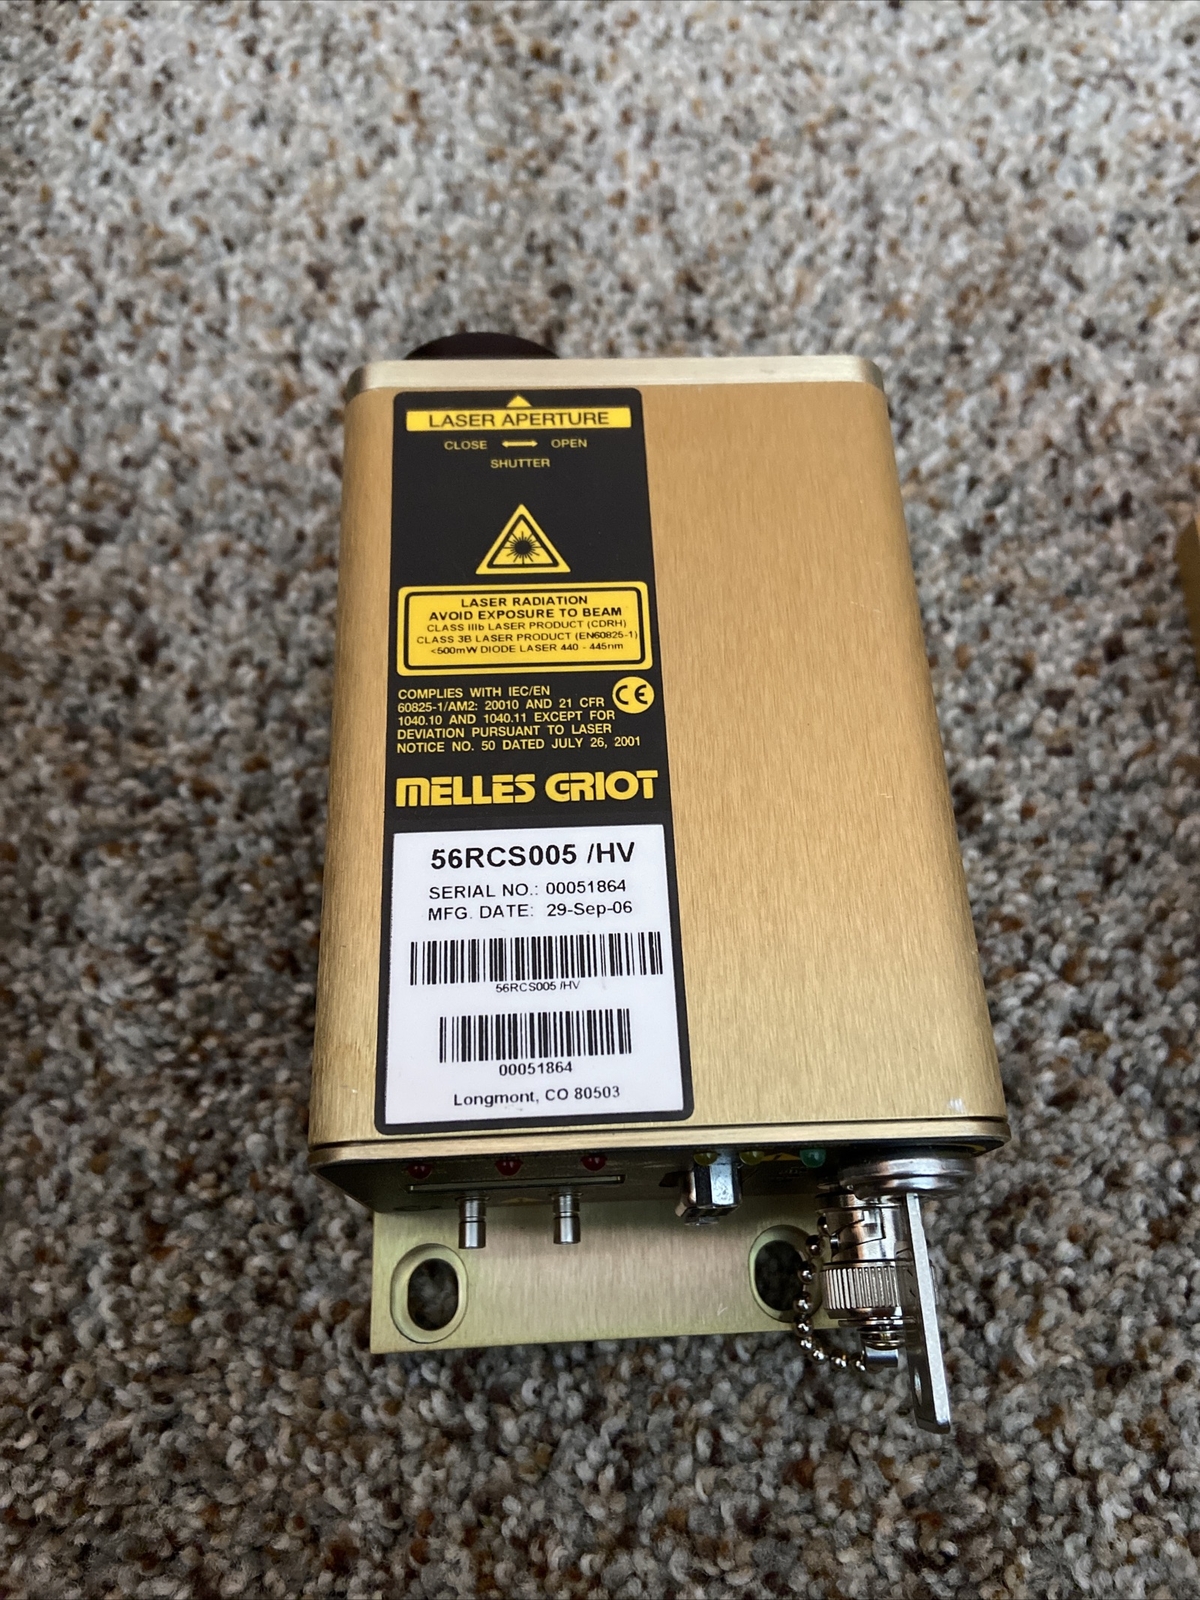 LASER APERTURE
CLOSE OPEN
SHUTTER
LASER RADIATION
AVOID EXPOSURE TO BEAM
CLASS IIIb LASER PRODUCT (CDRH)
CLASS 3B LASER PRODUCT (EN60825-1)
<500mW DIODE LASER 440 - 445nm
COMPLIES WITH IEC/EN
60825-1/AM2: 20010 AND 21 CFR
1040.10 AND 1040.11 EXCEPT FOR
DEVIATION PURSUANT TO LASER
NOTICE NO. 50 DATED JULY 26, 2001
CE
MELLES GRIOT
56RCS005 /HV
SERIAL NO.: 00051864
MFG. DATE: 29-Sep-06
56RCS005 /HV
00051864
Longmont, CO 80503